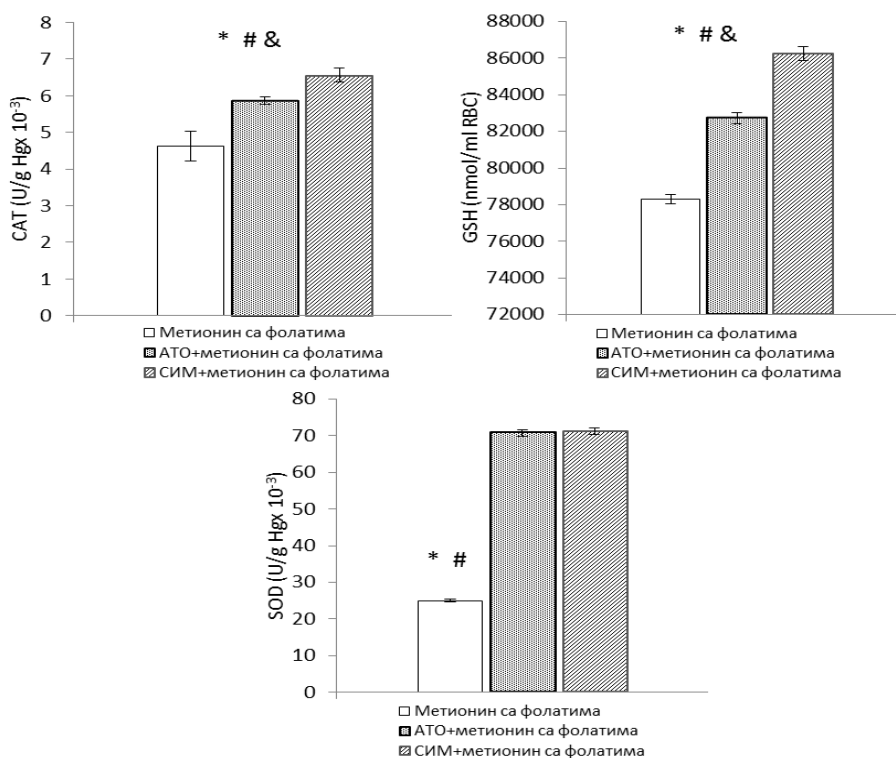 * # &
CAT (U/g Hgx 10⁻³)
8
7
6
5
4
3
2
1
0
Метионин са фолатима
АТО+метионин са фолатима
СИМ+метионин са фолатима
* # &
GSH (nmol/ml RBC)
88000
86000
84000
82000
80000
78000
76000
74000
72000
Метионин са фолатима
АТО+метионин са фолатима
СИМ+метионин са фолатима
* #
SOD (U/g Hgx 10⁻³)
80
70
60
50
40
30
20
10
0
Метионин са фолатима
АТО+метионин са фолатима
СИМ+метионин са фолатима